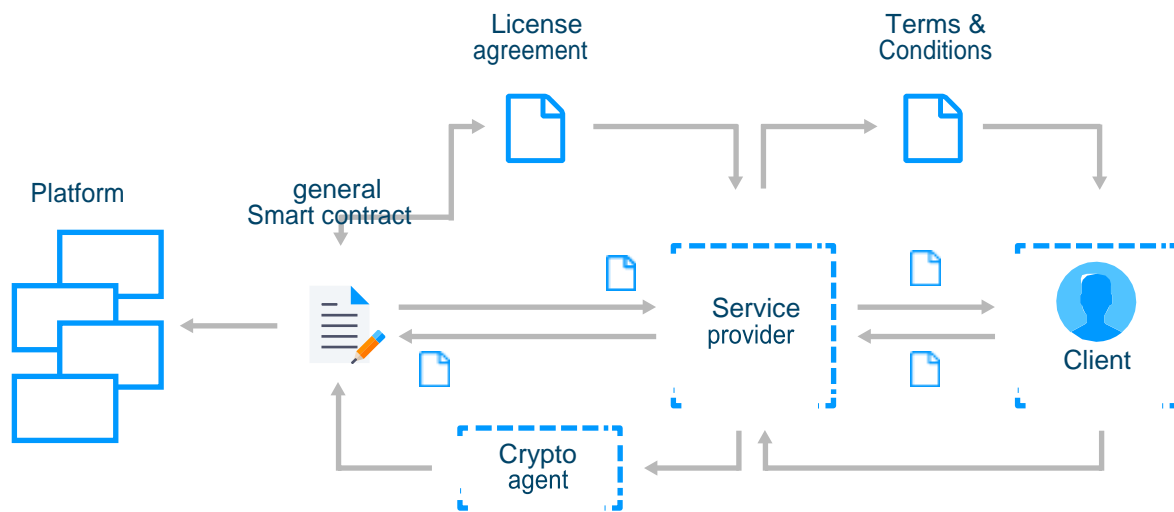 License
agreement
Terms &
Conditions
Platform
general
Smart contract
Service
provider
Client
Crypto
agent